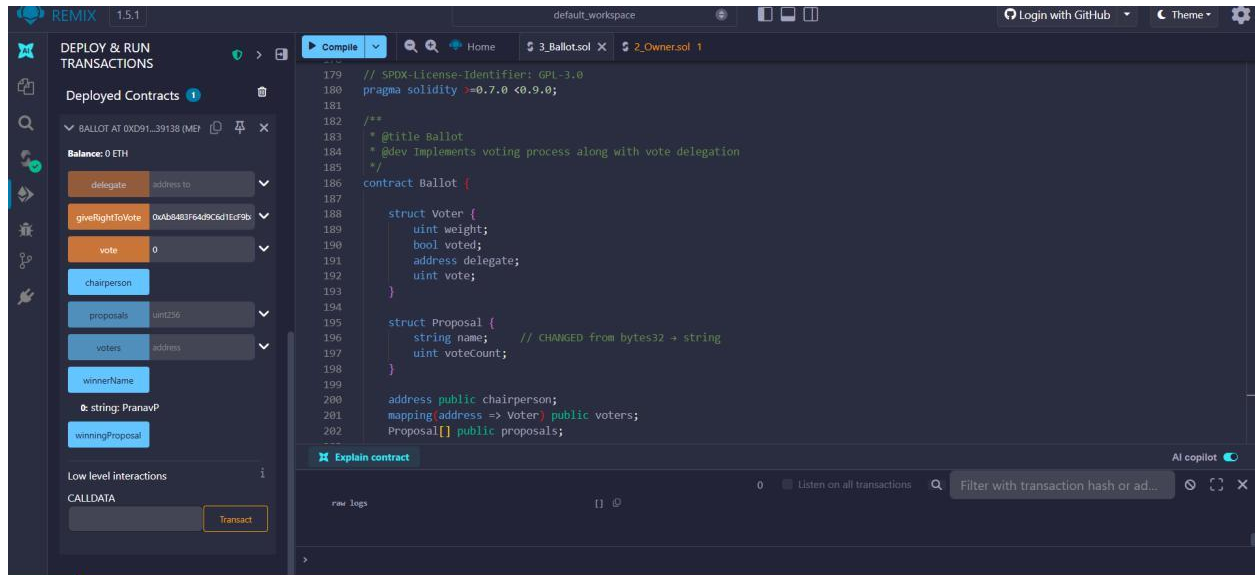 REMIX 1.5.1 default_workspace Login with GitHub Theme
DEPLOY & RUN
TRANSACTIONS
Deployed Contracts 1
BALLOT AT 0XD91...39138 (MEM
Balance: 0 ETH
delegate address to
giveRightToVote 0xAb8483F64d9C6d1EcF9b
vote 0
chairperson
proposals uint256
voters address
winnerName
0: string: PranavP
winningProposal
Low level interactions i
CALLDATA
Transact
Compile Home 3_Ballot.sol X 2_Owner.sol 1
179 // SPDX-License-Identifier: GPL-3.0
180 pragma solidity >=0.7.0 <0.9.0;
181
182 /**
183 * @title Ballot
184 * @dev Implements voting process along with vote delegation
185 */
186 contract Ballot {
187
188 struct Voter {
189 uint weight;
190 bool voted;
191 address delegate;
192 uint vote;
193 }
194
195 struct Proposal {
196 string name; // CHANGED from bytes32 → string
197 uint voteCount;
198 }
199
200 address public chairperson;
201 mapping(address => Voter) public voters;
202 Proposal[] public proposals;
Explain contract AI copilot
0 Listen on all transactions Filter with transaction hash or ad...
raw logs []
>